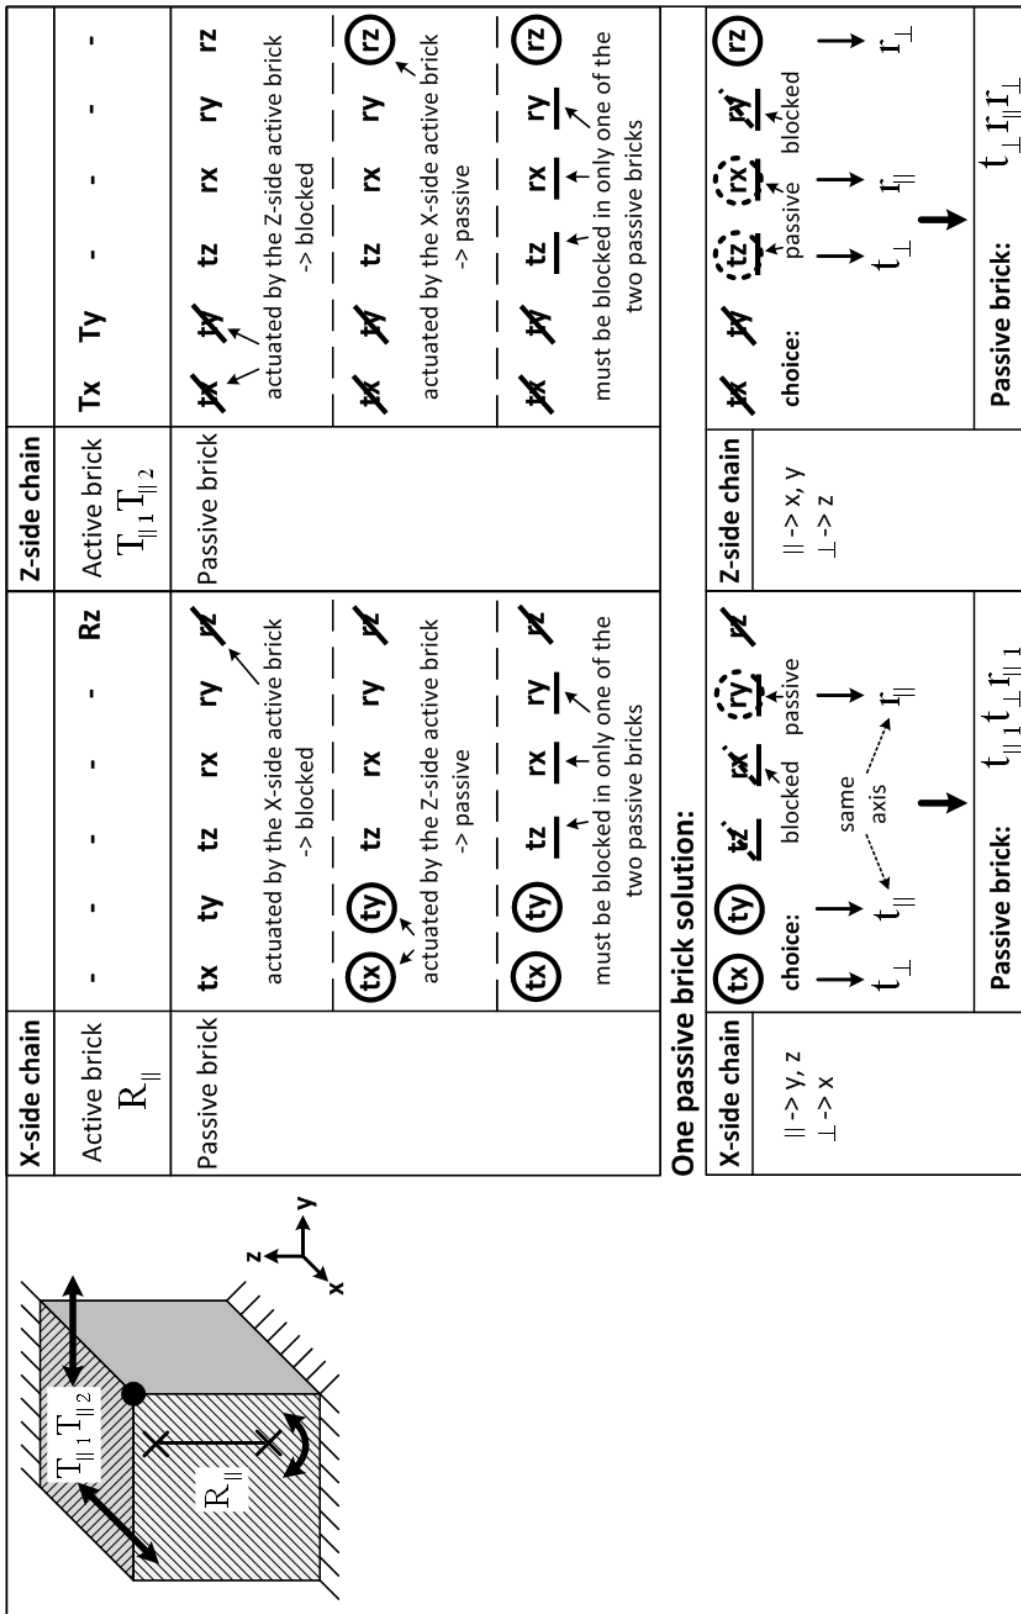 T∥1T∥2
R∥
z
y
x
X-side chain
Active brick
R∥
- - - - - Rz
Passive brick
tx ty tz rx ry rz
actuated by the X-side active brick
-> blocked
tx ty tz rx ry rz
actuated by the Z-side active brick
-> passive
tx ty tz rx ry rz
must be blocked in only one of the
two passive bricks
Z-side chain
Active brick
T∥1T∥2
Tx Ty - - - -
Passive brick
tx ty tz rx ry rz
actuated by the Z-side active brick
-> blocked
tx ty tz rx ry rz
actuated by the X-side active brick
-> passive
tx ty tz rx ry rz
must be blocked in only one of the
two passive bricks
One passive brick solution:
X-side chain
∥ -> y, z
⊥ -> x
tx ty tz rx ry rz
choice:
blocked
passive
same
axis
t⊥ t∥ r∥
Passive brick:
t∥1t⊥r∥1
Z-side chain
∥ -> x, y
⊥ -> z
tx ty tz rx ry rz
choice:
passive
blocked
t⊥ r∥ r⊥
Passive brick:
t⊥r∥r⊥